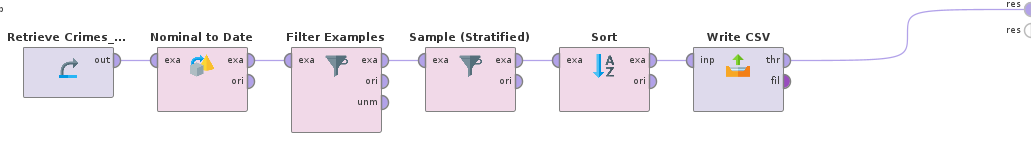 res
res
Retrieve Crimes_...
out
Nominal to Date
exa
exa
ori
Filter Examples
exa
exa
ori
unm
Sample (Stratified)
exa
exa
ori
Sort
exa
exa
ori
A
Z
Write CSV
inp
thr
fil